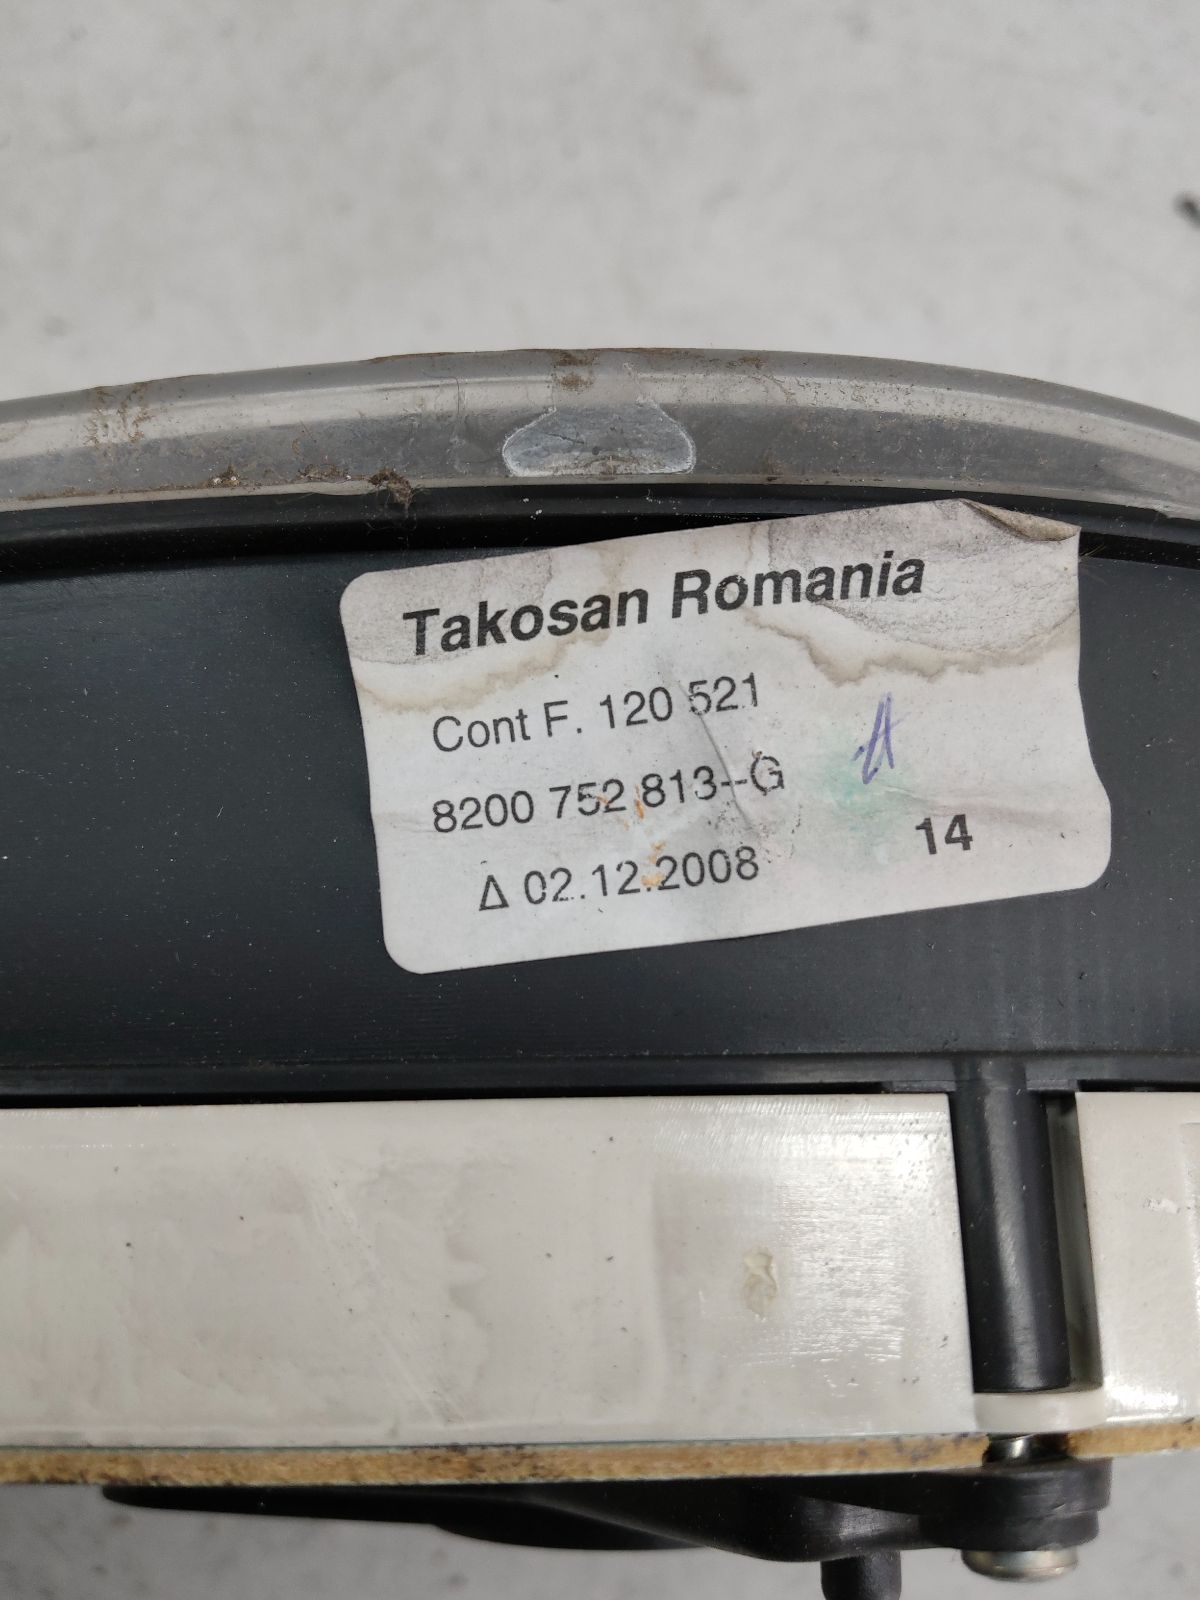 Takosan Romania
Cont F. 120 521
8200 752 813--G
Δ 02.12.2008
14